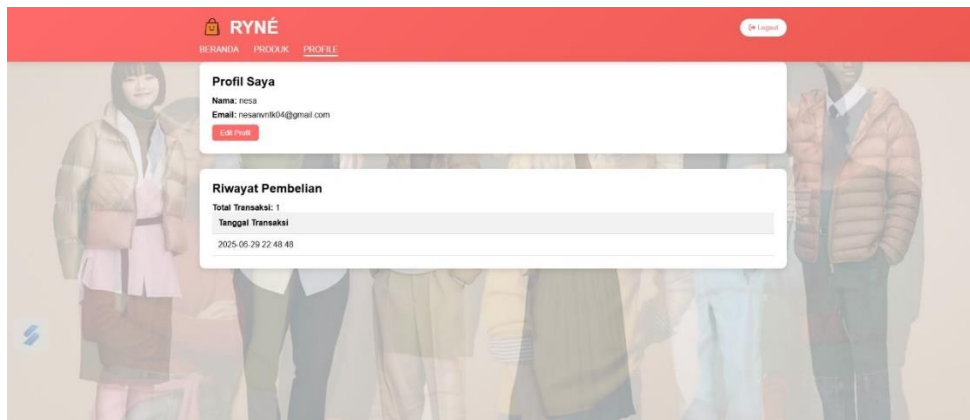 RYNÉ
Logout
BERANDA PRODUK PROFILE
Profil Saya
Nama: nesa
Email: nesanvntk04@gmail.com
Edit Profil
Riwayat Pembelian
Total Transaksi: 1
Tanggal Transaksi
2025-06-29 22:48:48